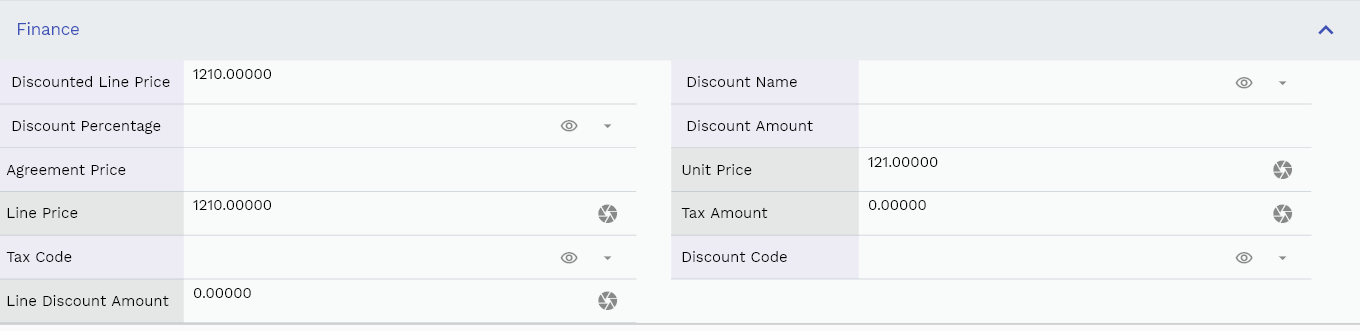 Finance
Discounted Line Price 1210.00000 Discount Name
Discount Percentage Discount Amount
Agreement Price Unit Price 121.00000
Line Price 1210.00000 Tax Amount 0.00000
Tax Code Discount Code
Line Discount Amount 0.00000